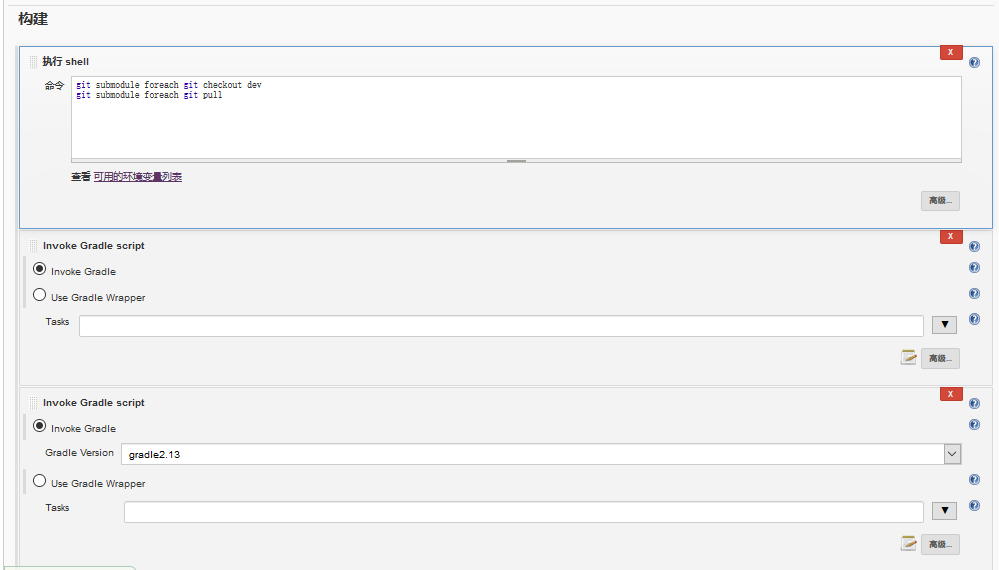 构建
执行 shell
X
命令
git submodule foreach git checkout dev
git submodule foreach git pull
查看 可用的环境变量列表
高级...
Invoke Gradle script
X
Invoke Gradle
Use Gradle Wrapper
Tasks
高级...
Invoke Gradle script
X
Invoke Gradle
Gradle Version gradle2.13
Use Gradle Wrapper
Tasks
高级...